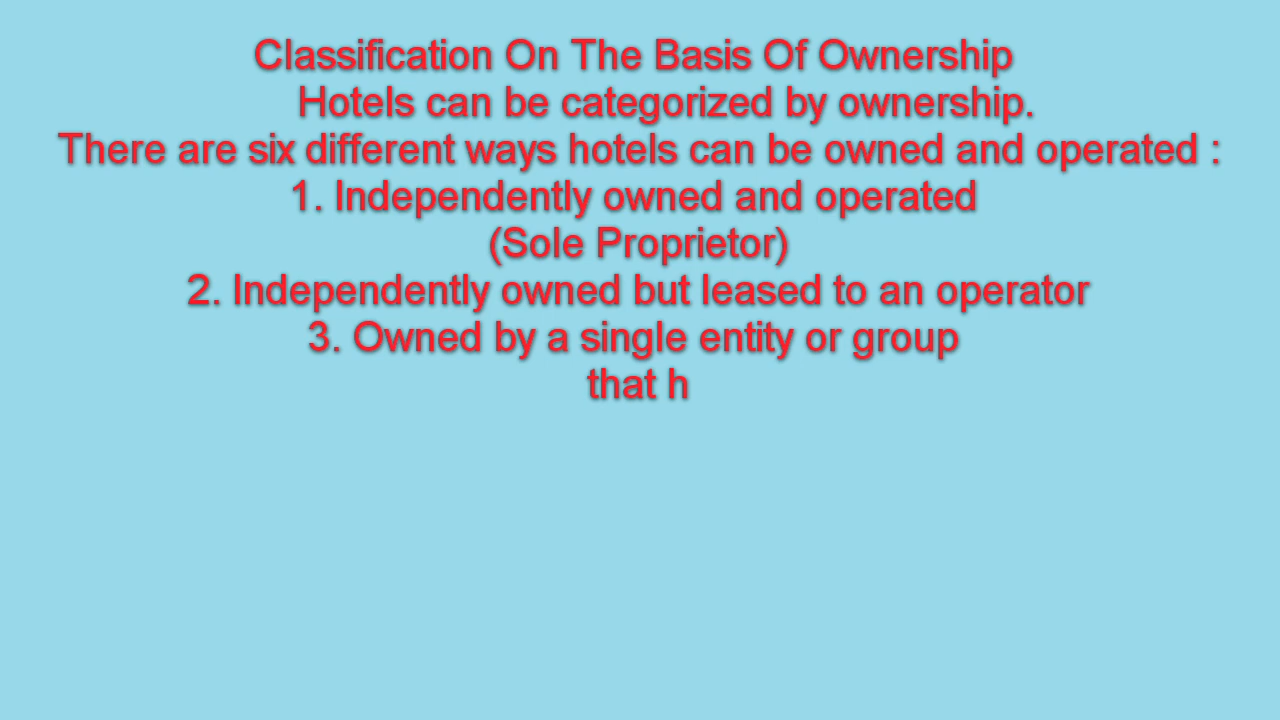 Classification On The Basis Of Ownership
Hotels can be categorized by ownership.
There are six different ways hotels can be owned and operated :
1. Independently owned and operated
(Sole Proprietor)
2. Independently owned but leased to an operator
3. Owned by a single entity or group
that h